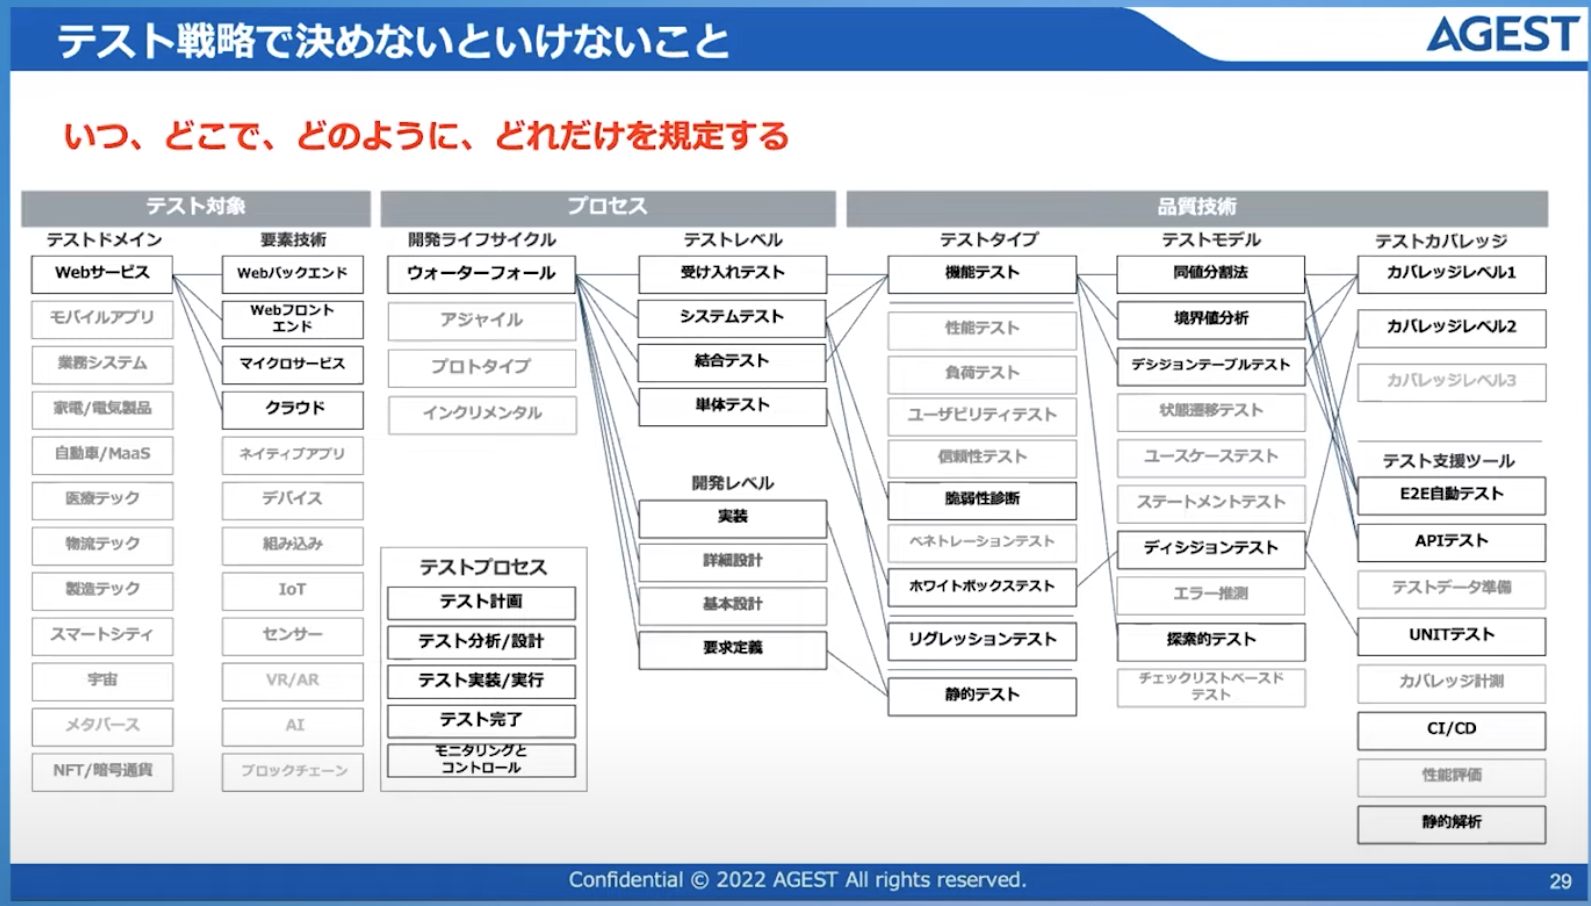 テスト戦略で決めないといけないこと
AGEST
いつ、どこで、どのように、どれだけを規定する
テスト対象
テストドメイン
Webサービス
モバイルアプリ
業務システム
家電/電気製品
自動車/MaaS
医療テック
物流テック
製造テック
スマートシティ
宇宙
メタバース
NFT/暗号通貨
要素技術
Webバックエンド
Webフロント
エンド
マイクロサービス
クラウド
ネイティブアプリ
デバイス
組み込み
IoT
センサー
VR/AR
AI
ブロックチェーン
プロセス
開発ライフサイクル
ウォーターフォール
アジャイル
プロトタイプ
インクリメンタル
テストプロセス
テスト計画
テスト分析/設計
テスト実装/実行
テスト完了
モニタリングと
コントロール
テストレベル
受け入れテスト
システムテスト
結合テスト
単体テスト
開発レベル
実装
詳細設計
基本設計
要求定義
品質技術
テストタイプ
機能テスト
性能テスト
負荷テスト
ユーザビリティテスト
信頼性テスト
脆弱性診断
ペネトレーションテスト
ホワイトボックステスト
リグレッションテスト
静的テスト
テストモデル
同値分割法
境界値分析
デシジョンテーブルテスト
状態遷移テスト
ユースケーステスト
ステートメントテスト
ディシジョンテスト
エラー推測
探索的テスト
チェックリストベースド
テスト
テストカバレッジ
カバレッジレベル1
カバレッジレベル2
カバレッジレベル3
テスト支援ツール
E2E自動テスト
APIテスト
テストデータ準備
UNITテスト
カバレッジ計測
CI/CD
性能評価
静的解析
Confidential © 2022 AGEST All rights reserved.
29